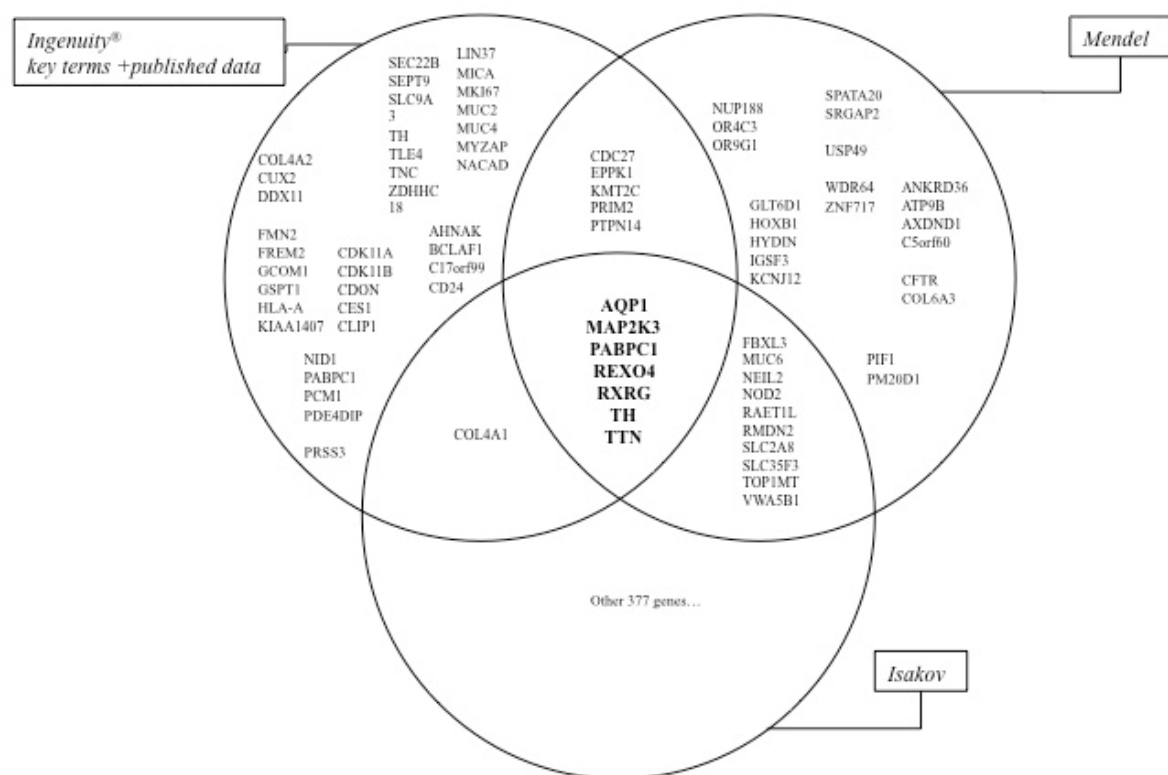 Ingenuity®
key terms +published data
Mendel
SEC22B
SEPT9
SLC9A
3
TH
TLE4
TNC
ZDHHC
18
LIN37
MICA
MKI67
MUC2
MUC4
MYZAP
NACAD
COL4A2
CUX2
DDX11
FMN2
FREM2
GCOM1
GSPT1
HLA-A
KIAA1407
CDK11A
CDK11B
CDON
CES1
CLIP1
AHNAK
BCLAF1
C17orf99
CD24
NID1
PABPC1
PCM1
PDE4DIP
PRSS3
CDC27
EPPK1
KMT2C
PRIM2
PTPN14
NUP188
OR4C3
OR9G1
SPATA20
SRGAP2
USP49
WDR64
ZNF717
GLT6D1
HOXB1
HYDIN
IGSF3
KCNJ12
ANKRD36
ATP9B
AXDND1
C5orf60
CFTR
COL6A3
PIF1
PM20D1
AQP1
MAP2K3
PABPC1
REXO4
RXRG
TH
TTN
COL4A1
FBXL3
MUC6
NEIL2
NOD2
RAET1L
RMDN2
SLC2A8
SLC35F3
TOP1MT
VWA5B1
Other 377 genes…
Isakov